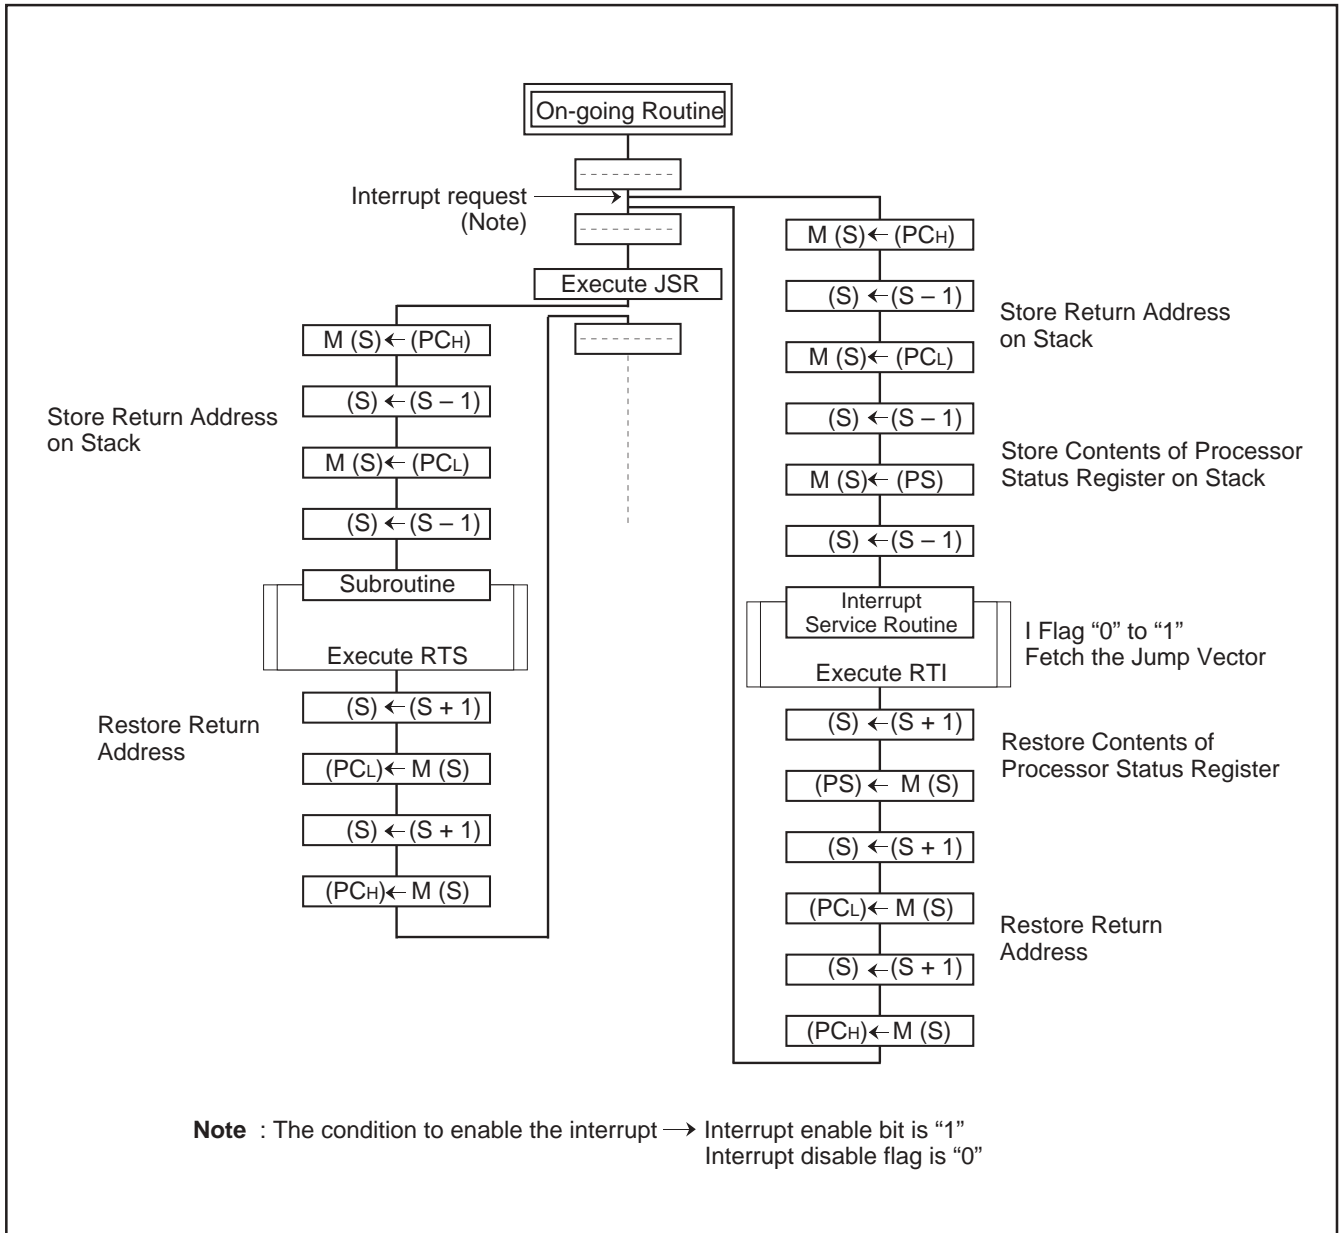 On-going Routine
Interrupt request
(Note)
Execute JSR
M (S) ← (PCH)
(S) ← (S – 1)
M (S) ← (PCL)
(S) ← (S – 1)
Store Return Address
on Stack
Subroutine
Execute RTS
(S) ← (S + 1)
(PCL) ← M (S)
(S) ← (S + 1)
(PCH) ← M (S)
Restore Return
Address
M (S) ← (PCH)
(S) ← (S – 1)
M (S) ← (PCL)
(S) ← (S – 1)
M (S) ← (PS)
(S) ← (S – 1)
Store Return Address
on Stack
Store Contents of Processor
Status Register on Stack
Interrupt
Service Routine
Execute RTI
I Flag “0” to “1”
Fetch the Jump Vector
(S) ← (S + 1)
(PS) ← M (S)
(S) ← (S + 1)
(PCL) ← M (S)
(S) ← (S + 1)
(PCH) ← M (S)
Restore Contents of
Processor Status Register
Restore Return
Address
Note : The condition to enable the interrupt → Interrupt enable bit is “1”
Interrupt disable flag is “0”